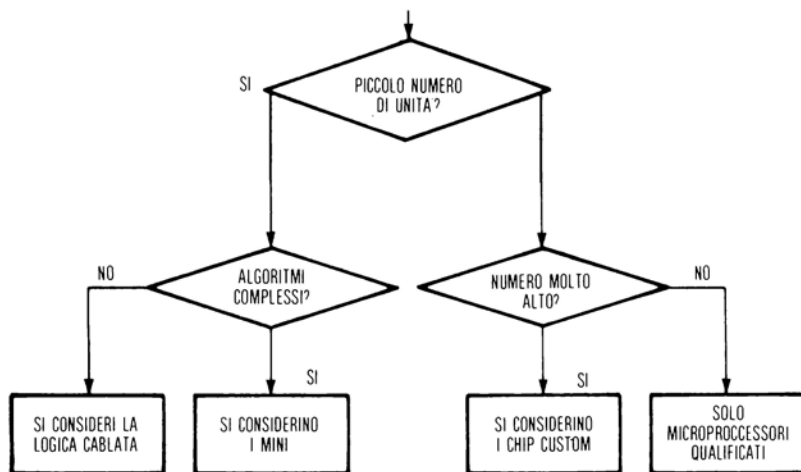 SI
PICCOLO NUMERO
DI UNITA?
NO
ALGORITMI
COMPLESSI?
NUMERO MOLTO
ALTO?
NO
SI
SI
SI CONSIDERI LA
LOGICA CABLATA
SI CONSIDERINO
I MINI
SI CONSIDERINO
I CHIP CUSTOM
SOLO
MICROPROCCESSORI
QUALIFICATI